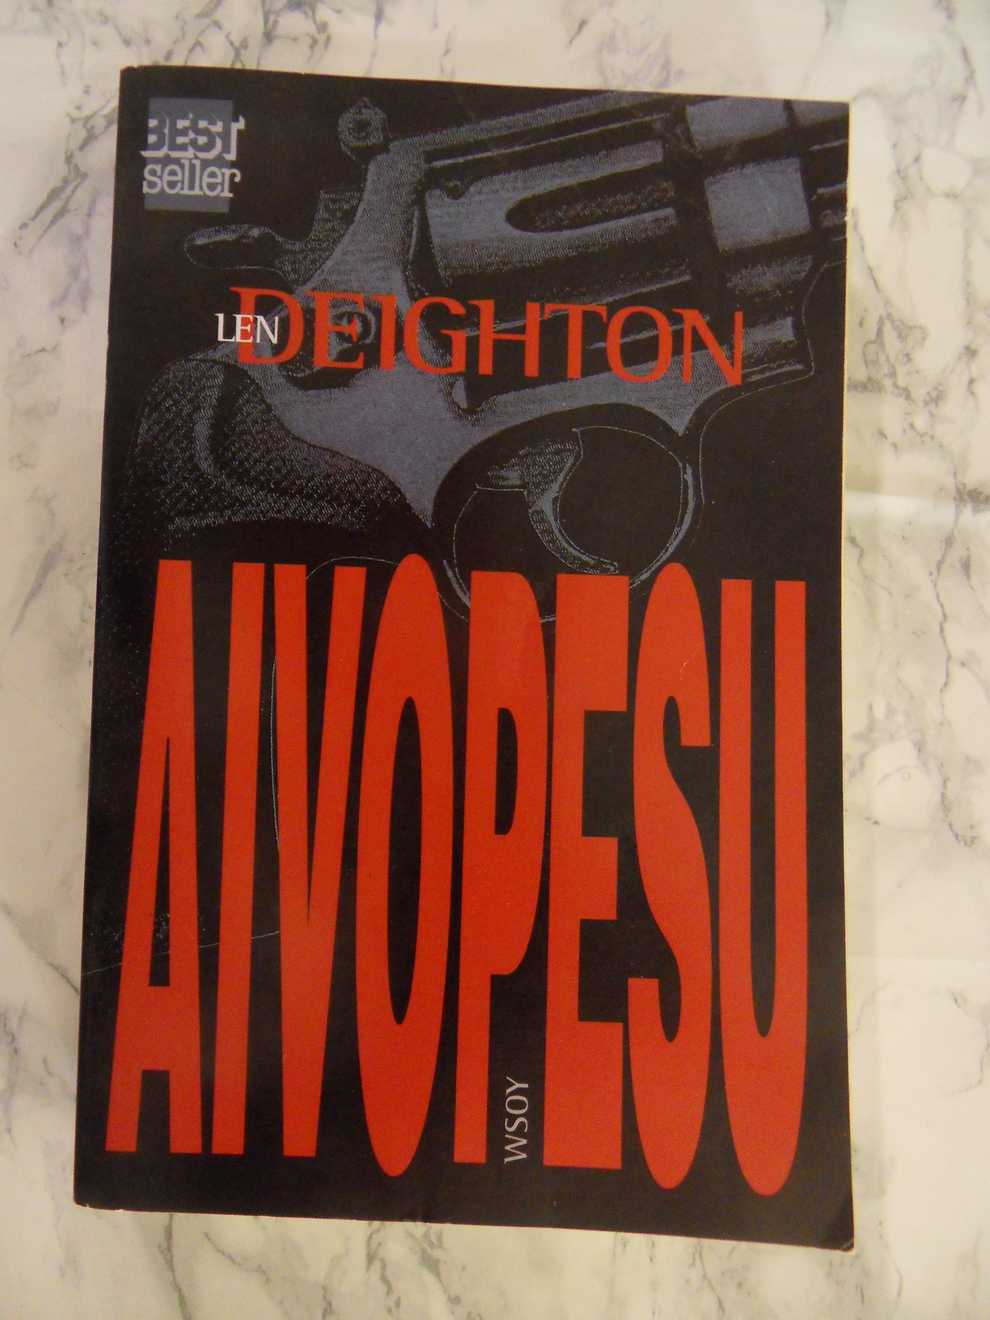 BEST
seller
LEN DEIGHTON
AIVOPESU
WSOY